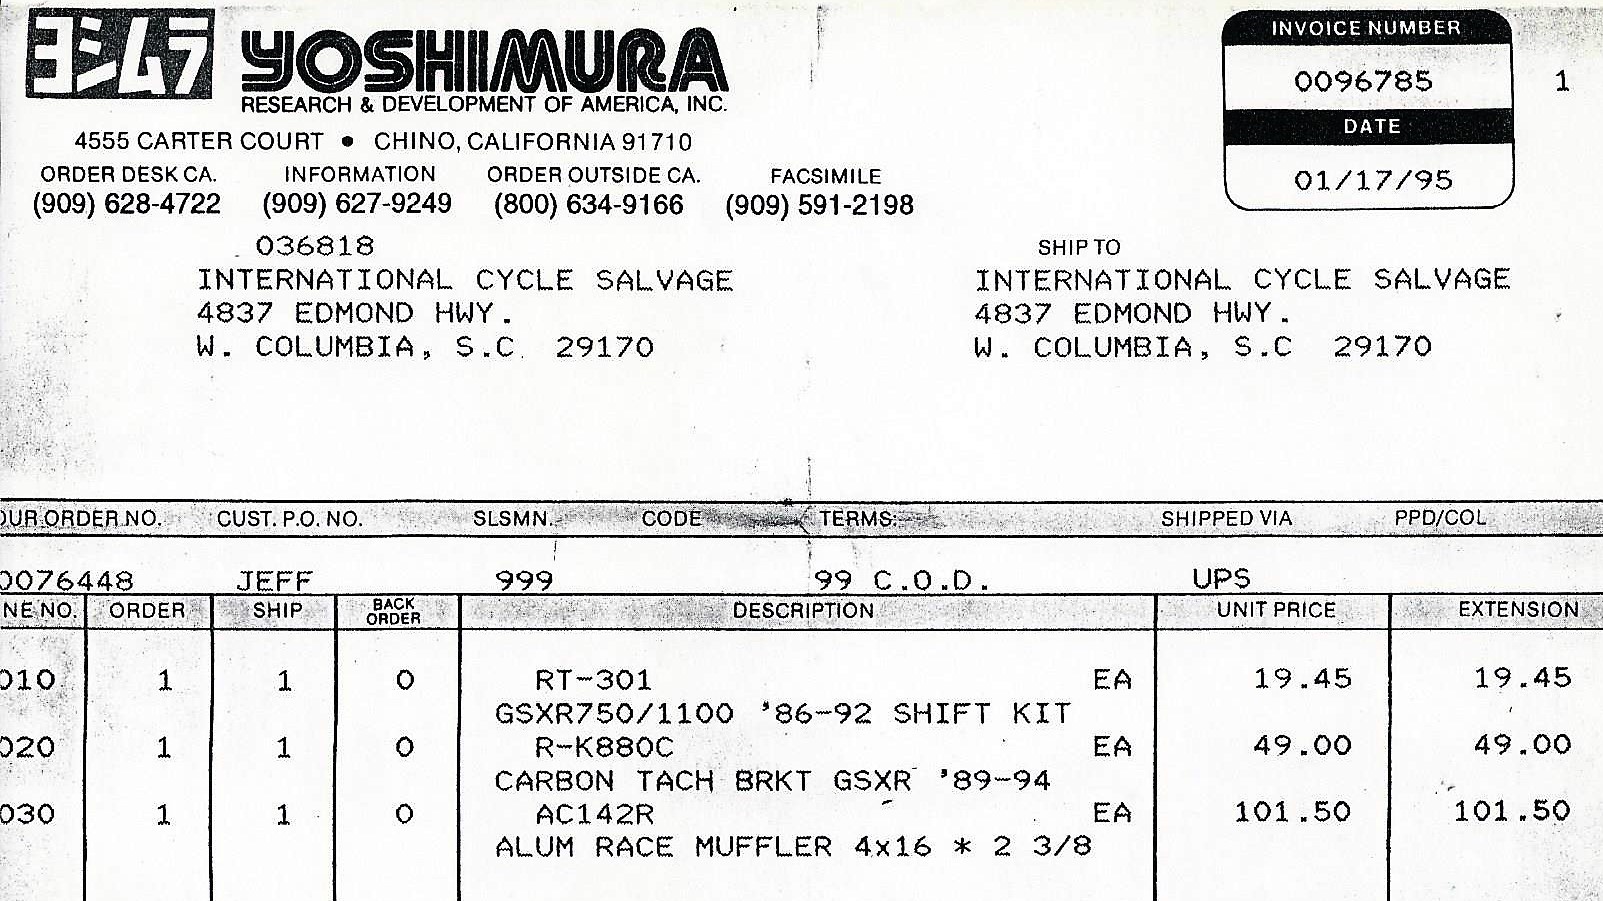 ヨシムラ YOSHIMURA
RESEARCH & DEVELOPMENT OF AMERICA, INC.
4555 CARTER COURT • CHINO, CALIFORNIA 91710
ORDER DESK CA. INFORMATION ORDER OUTSIDE CA. FACSIMILE
(909) 628-4722 (909) 627-9249 (800) 634-9166 (909) 591-2198
INVOICE NUMBER
0096785 1
DATE
01/17/95
036818
INTERNATIONAL CYCLE SALVAGE
4837 EDMOND HWY.
W. COLUMBIA, S.C. 29170
SHIP TO
INTERNATIONAL CYCLE SALVAGE
4837 EDMOND HWY.
W. COLUMBIA, S.C 29170
OUR ORDER NO. CUST. P.O. NO. SLSMN. CODE TERMS: SHIPPED VIA PPD/COL
0076448 JEFF 999 99 C.O.D. UPS
NE NO. ORDER SHIP BACK ORDER DESCRIPTION UNIT PRICE EXTENSION
010 1 1 0 RT-301 EA 19.45 19.45
GSXR750/1100 '86-92 SHIFT KIT
020 1 1 0 R-K880C EA 49.00 49.00
CARBON TACH BRKT GSXR '89-94
030 1 1 0 AC142R EA 101.50 101.50
ALUM RACE MUFFLER 4x16 * 2 3/8